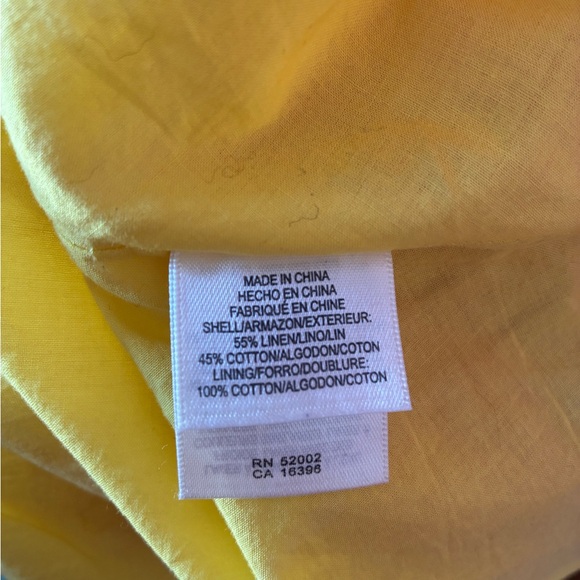 MADE IN CHINA
HECHO EN CHINA
FABRIQUÉ EN CHINE
SHELL/ARMAZON/EXTERIEUR:
55% LINEN/LINO/LIN
45% COTTON/ALGODON/COTON
LINING/FORRO/DOUBLURE:
100% COTTON/ALGODON/COTON
RN 52002
CA 16396